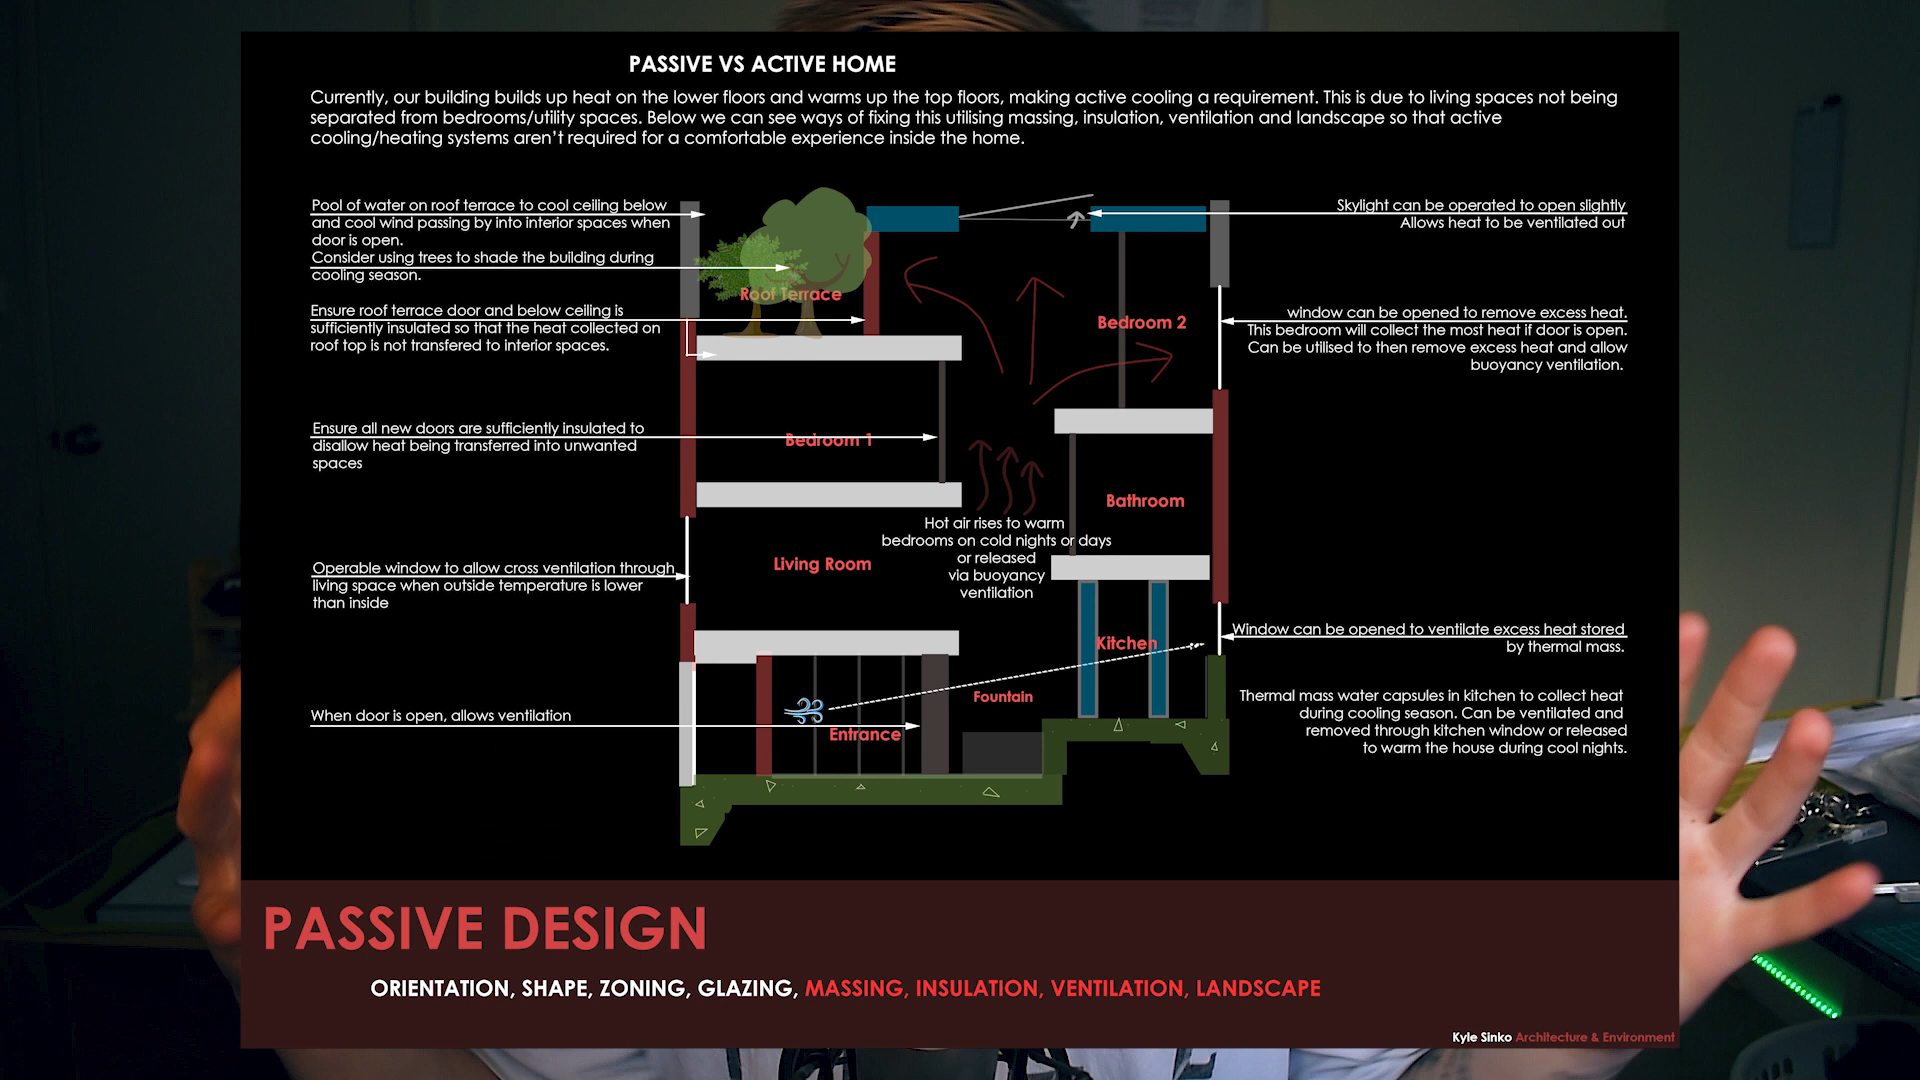 PASSIVE VS ACTIVE HOME
Currently, our building builds up heat on the lower floors and warms up the top floors, making active cooling a requirement. This is due to living spaces not being
separated from bedrooms/utility spaces. Below we can see ways of fixing this utilising massing, insulation, ventilation and landscape so that active
cooling/heating systems aren't required for a comfortable experience inside the home.
Pool of water on roof terrace to cool ceiling below
and cool wind passing by into interior spaces when
door is open.
Consider using trees to shade the building during
cooling season.
Ensure roof terrace door and below ceiling is
sufficiently insulated so that the heat collected on
roof top is not transfered to interior spaces.
Ensure all new doors are sufficiently insulated to
disallow heat being transferred into unwanted
spaces
Operable window to allow cross ventilation through
living space when outside temperature is lower
than inside
When door is open, allows ventilation
Roof Terrace
Bedroom 2
Bedroom 1
Bathroom
Hot air rises to warm
bedrooms on cold nights or days
or released
via buoyancy
ventilation
Living Room
Kitchen
Fountain
Entrance
Skylight can be operated to open slightly
Allows heat to be ventilated out
window can be opened to remove excess heat.
This bedroom will collect the most heat if door is open.
Can be utilised to then remove excess heat and allow
buoyancy ventilation.
Window can be opened to ventilate excess heat stored
by thermal mass.
Thermal mass water capsules in kitchen to collect heat
during cooling season. Can be ventilated and
removed through kitchen window or released
to warm the house during cool nights.
PASSIVE DESIGN
ORIENTATION, SHAPE, ZONING, GLAZING, MASSING, INSULATION, VENTILATION, LANDSCAPE
Kyle Sinko Architecture & Environment